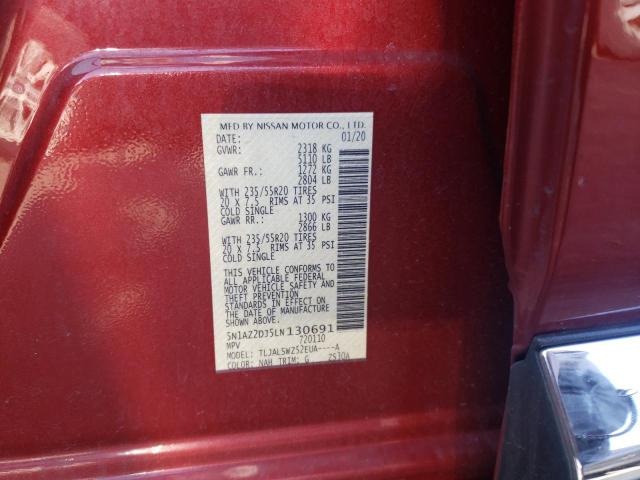 MFD BY NISSAN MOTOR CO., LTD.
DATE: 01/20
GVWR: 2318 KG
5110 LB
GAWR FR.: 1272 KG
2804 LB
WITH 235/55R20 TIRES
20 X 7.5 RIMS AT 35 PSI
COLD SINGLE
GAWR RR.: 1300 KG
2866 LB
WITH 235/55R20 TIRES
20 X 7.5 RIMS AT 35 PSI
COLD SINGLE
THIS VEHICLE CONFORMS TO
ALL APPLICABLE FEDERAL
MOTOR VEHICLE SAFETY AND
THEFT PREVENTION
STANDARDS IN EFFECT ON
THE DATE OF MANUFACTURE
5N1AZ2DJ5LN130691
MPV 720110
MODEL: TLJALSWZS2EUA----A
COLOR: NAH TRIM: G ZS10A